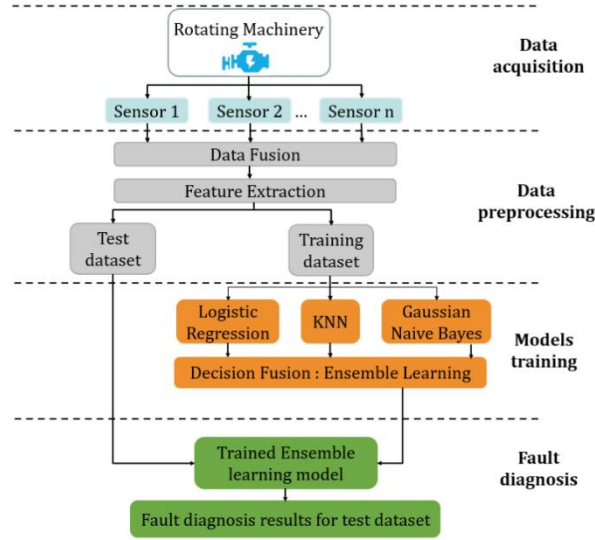 Rotating Machinery
Data
acquisition
Sensor 1
Sensor 2
...
Sensor n
Data Fusion
Feature Extraction
Data
preprocessing
Test
dataset
Training
dataset
Logistic
Regression
KNN
Gaussian
Naive Bayes
Models
training
Decision Fusion : Ensemble Learning
Trained Ensemble
learning model
Fault
diagnosis
Fault diagnosis results for test dataset